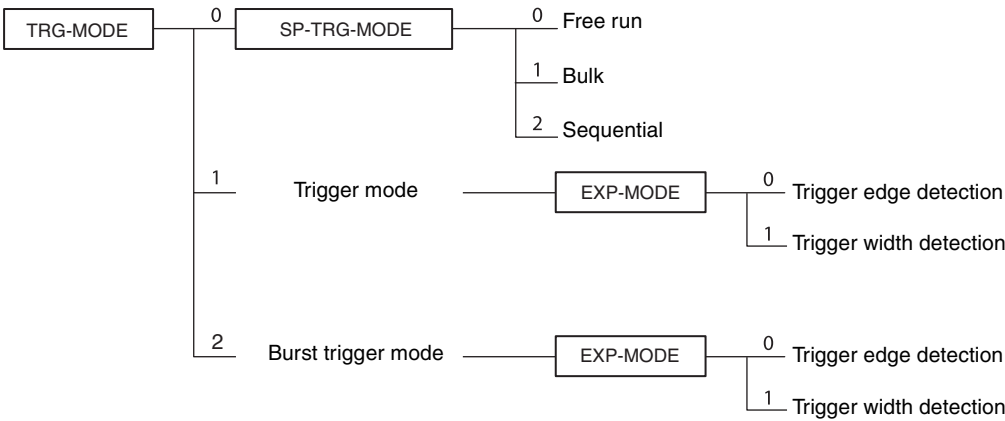 TRG-MODE 0 SP-TRG-MODE 0 Free run
1 Bulk
2 Sequential
1 Trigger mode EXP-MODE 0 Trigger edge detection
1 Trigger width detection
2 Burst trigger mode EXP-MODE 0 Trigger edge detection
1 Trigger width detection